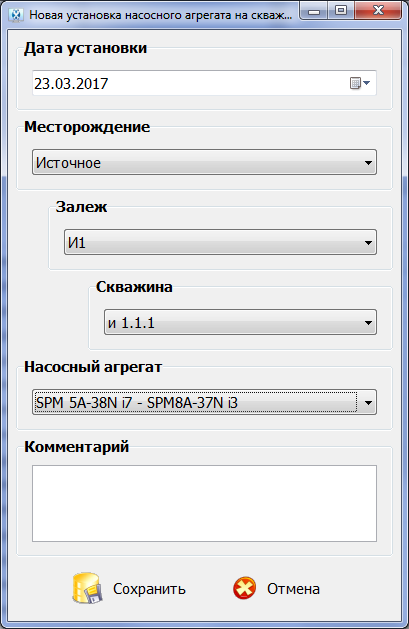 Новая установка насосного агрегата на скваж...
Дата установки
23.03.2017
Месторождение
Источное
Залеж
И1
Скважина
и 1.1.1
Насосный агрегат
SPM 5A-38N i7 - SPM8A-37N i3
Комментарий
Сохранить
Отмена